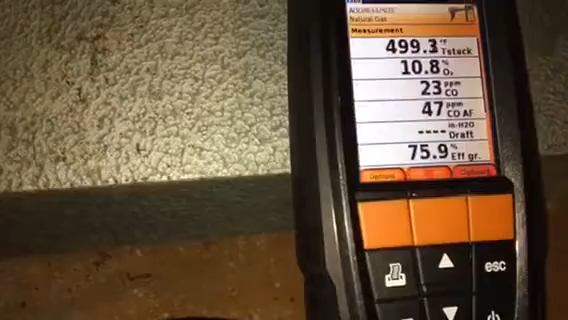 Natural Gas
Measurement
499.3 °F Tstack
10.8 % O₂
23 ppm CO
47 ppm CO AF
---- in-H2O Draft
75.9 % Eff gr.
Options
esc